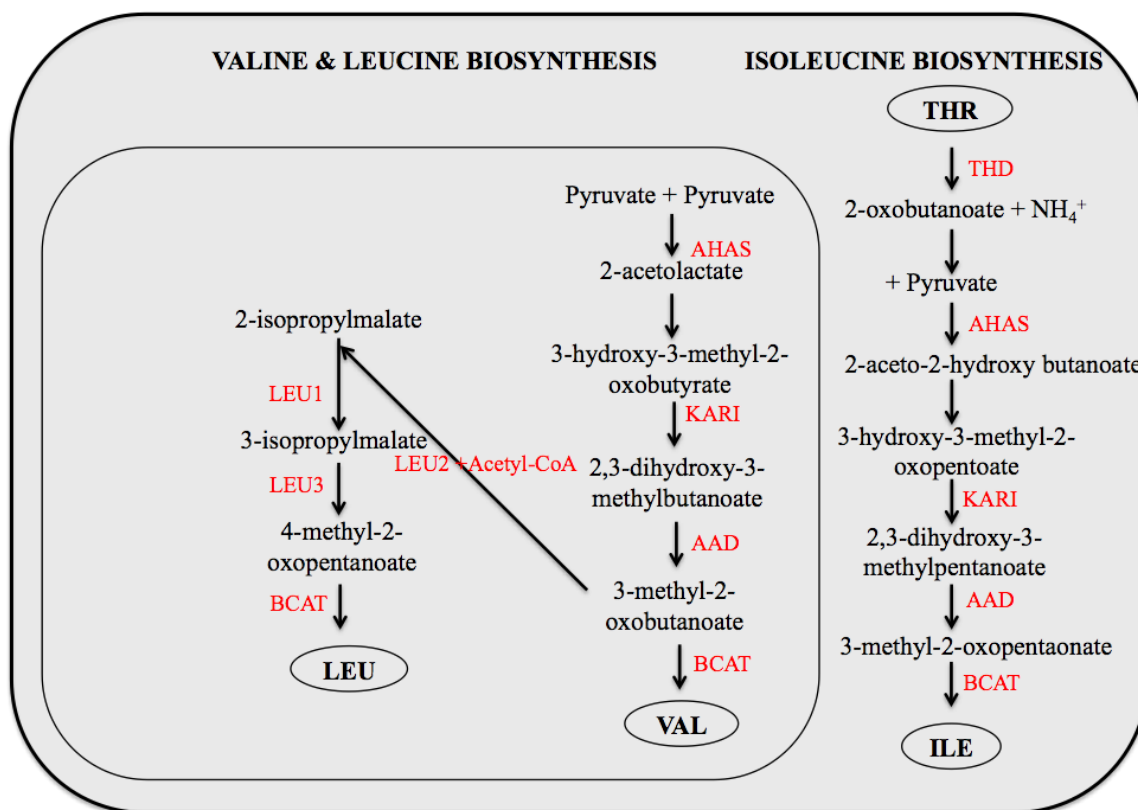 VALINE & LEUCINE BIOSYNTHESIS
ISOLEUCINE BIOSYNTHESIS
2-isopropylmalate
LEU1
3-isopropylmalate
LEU3
4-methyl-2-
oxopentanoate
BCAT
LEU
LEU2 +Acetyl-CoA
Pyruvate + Pyruvate
AHAS
2-acetolactate
3-hydroxy-3-methyl-2-
oxobutyrate
KARI
2,3-dihydroxy-3-
methylbutanoate
AAD
3-methyl-2-
oxobutanoate
BCAT
VAL
THR
THD
2-oxobutanoate + NH₄⁺
+ Pyruvate
AHAS
2-aceto-2-hydroxy butanoate
3-hydroxy-3-methyl-2-
oxopentoate
KARI
2,3-dihydroxy-3-
methylpentanoate
AAD
3-methyl-2-oxopentaonate
BCAT
ILE